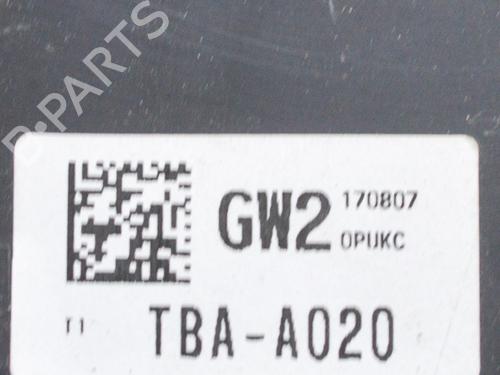 B-PARTS
GW2
170807
0PUKC
T1
TBA-A020